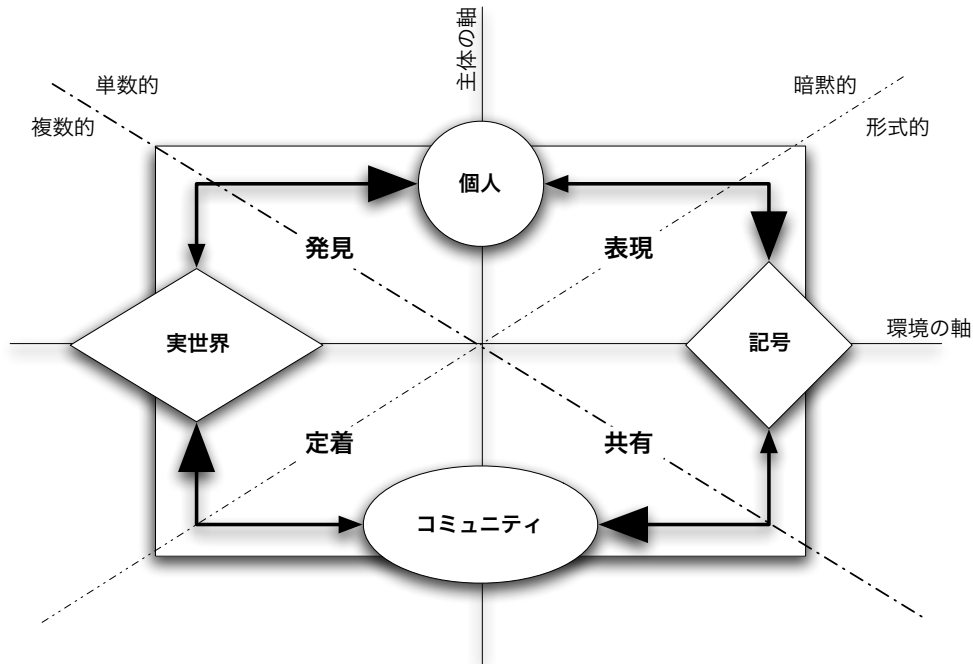 主体の軸
単数的
複数的
暗黙的
形式的
個人
発見
表現
実世界
記号
環境の軸
定着
共有
コミュニティ